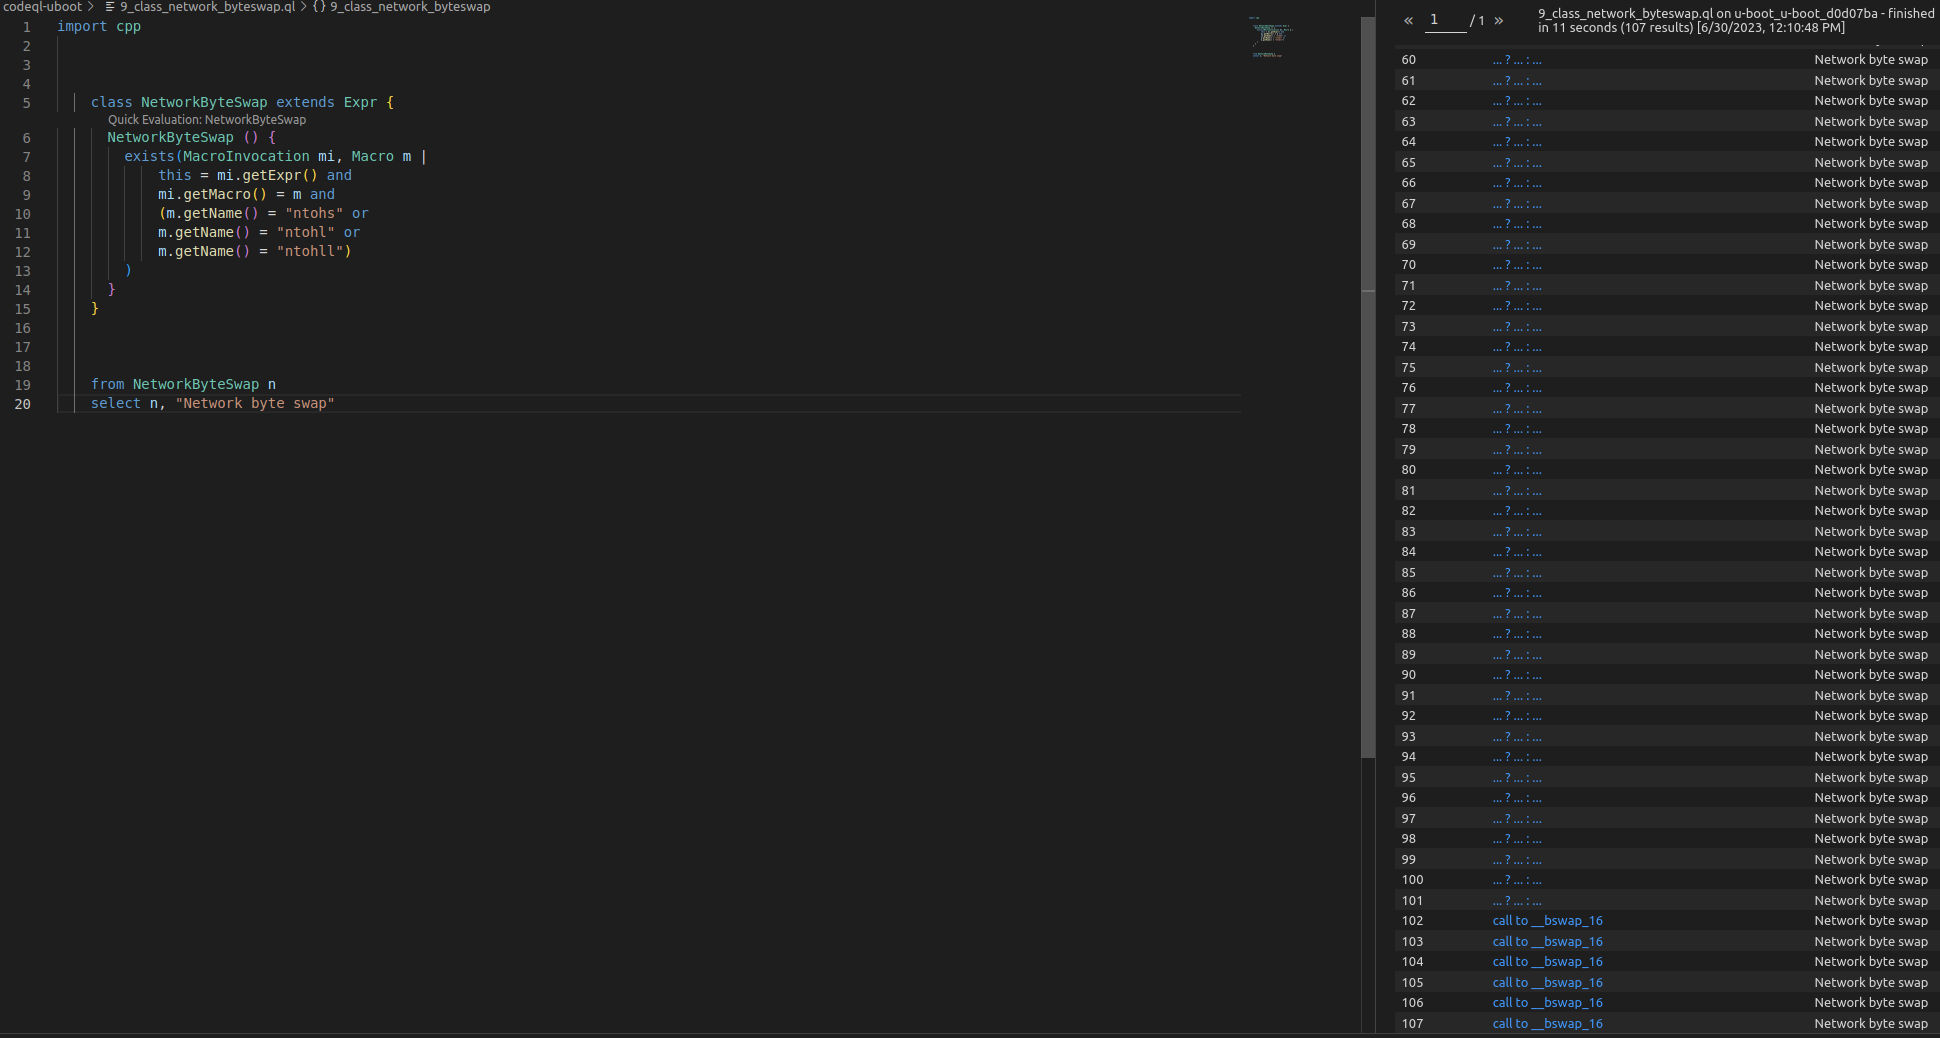 codeql-uboot > 9_class_network_byteswap.ql > {} 9_class_network_byteswap
1 import cpp
2
3
4
5 class NetworkByteSwap extends Expr {
Quick Evaluation: NetworkByteSwap
6 NetworkByteSwap () {
7 exists(MacroInvocation mi, Macro m |
8 this = mi.getExpr() and
9 mi.getMacro() = m and
10 (m.getName() = "ntohs" or
11 m.getName() = "ntohl" or
12 m.getName() = "ntohll")
13 )
14 }
15 }
16
17
18
19 from NetworkByteSwap n
20 select n, "Network byte swap"
« 1 / 1 » 9_class_network_byteswap.ql on u-boot_u-boot_d0d07ba - finished
in 11 seconds (107 results) [6/30/2023, 12:10:48 PM]
60 ... ? ... : ... Network byte swap
61 ... ? ... : ... Network byte swap
62 ... ? ... : ... Network byte swap
63 ... ? ... : ... Network byte swap
64 ... ? ... : ... Network byte swap
65 ... ? ... : ... Network byte swap
66 ... ? ... : ... Network byte swap
67 ... ? ... : ... Network byte swap
68 ... ? ... : ... Network byte swap
69 ... ? ... : ... Network byte swap
70 ... ? ... : ... Network byte swap
71 ... ? ... : ... Network byte swap
72 ... ? ... : ... Network byte swap
73 ... ? ... : ... Network byte swap
74 ... ? ... : ... Network byte swap
75 ... ? ... : ... Network byte swap
76 ... ? ... : ... Network byte swap
77 ... ? ... : ... Network byte swap
78 ... ? ... : ... Network byte swap
79 ... ? ... : ... Network byte swap
80 ... ? ... : ... Network byte swap
81 ... ? ... : ... Network byte swap
82 ... ? ... : ... Network byte swap
83 ... ? ... : ... Network byte swap
84 ... ? ... : ... Network byte swap
85 ... ? ... : ... Network byte swap
86 ... ? ... : ... Network byte swap
87 ... ? ... : ... Network byte swap
88 ... ? ... : ... Network byte swap
89 ... ? ... : ... Network byte swap
90 ... ? ... : ... Network byte swap
91 ... ? ... : ... Network byte swap
92 ... ? ... : ... Network byte swap
93 ... ? ... : ... Network byte swap
94 ... ? ... : ... Network byte swap
95 ... ? ... : ... Network byte swap
96 ... ? ... : ... Network byte swap
97 ... ? ... : ... Network byte swap
98 ... ? ... : ... Network byte swap
99 ... ? ... : ... Network byte swap
100 ... ? ... : ... Network byte swap
101 ... ? ... : ... Network byte swap
102 call to __bswap_16 Network byte swap
103 call to __bswap_16 Network byte swap
104 call to __bswap_16 Network byte swap
105 call to __bswap_16 Network byte swap
106 call to __bswap_16 Network byte swap
107 call to __bswap_16 Network byte swap